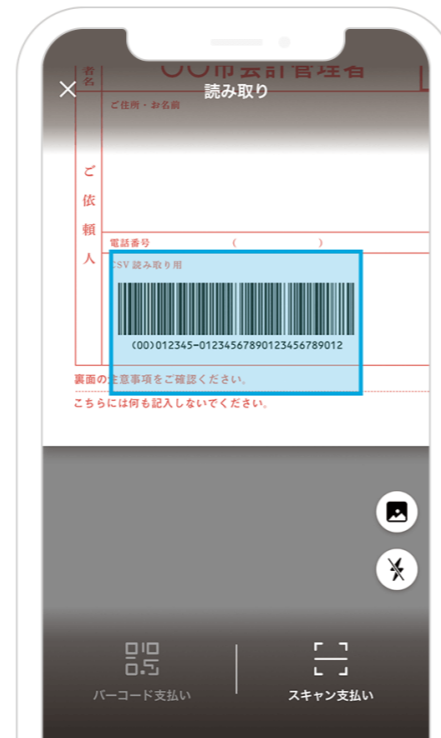 者名
〇〇市会計管理者
読み取り
ご住所・お名前
ご依頼人
電話番号 ( )
CSV 読み取り用
(00)012345-01234567890123456789012
裏面の注意事項をご確認ください。
こちらには何も記入しないでください。
バーコード支払い
スキャン支払い